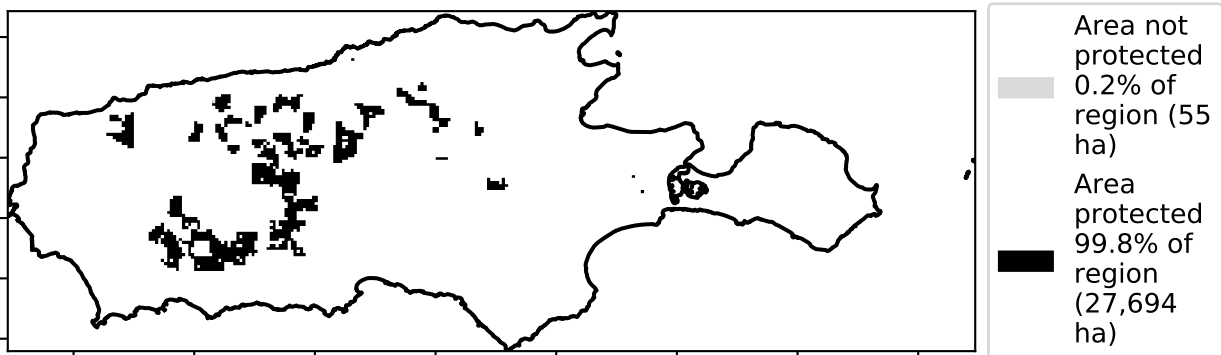 Area not
protected
0.2% of
region (55
ha)
Area
protected
99.8% of
region
(27,694
ha)